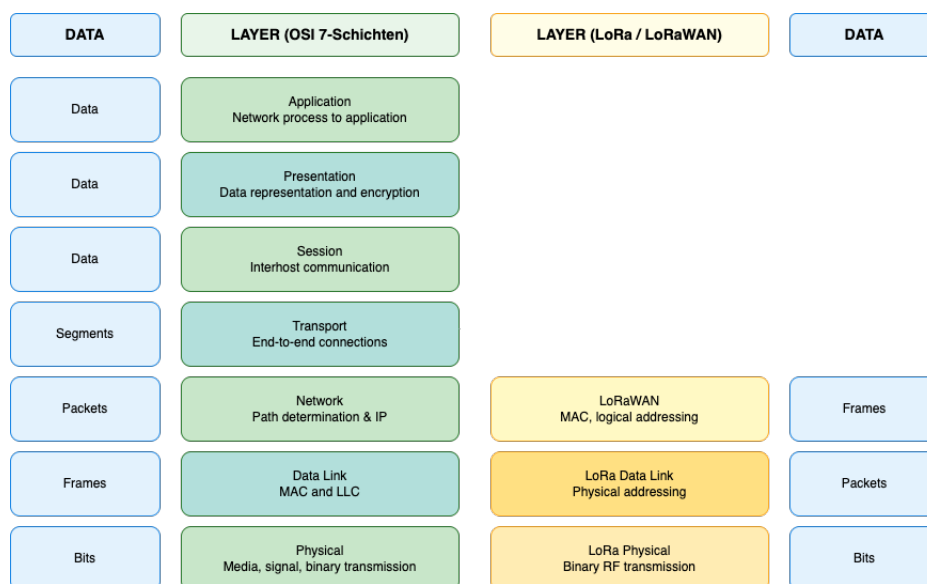 DATA
LAYER (OSI 7-Schichten)
LAYER (LoRa / LoRaWAN)
DATA
Data
Application
Network process to application
Data
Presentation
Data representation and encryption
Data
Session
Interhost communication
Segments
Transport
End-to-end connections
Packets
Network
Path determination & IP
LoRaWAN
MAC, logical addressing
Frames
Frames
Data Link
MAC and LLC
LoRa Data Link
Physical addressing
Packets
Bits
Physical
Media, signal, binary transmission
LoRa Physical
Binary RF transmission
Bits